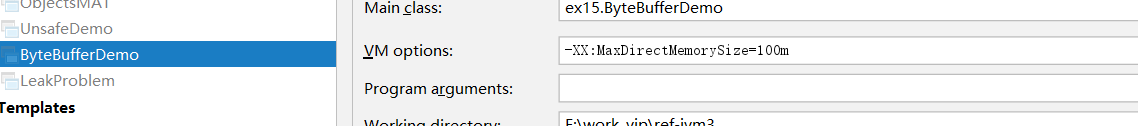 ObjectsMAT
UnsafeDemo
ByteBufferDemo
LeakProblem
Templates
Main class:
ex15.ByteBufferDemo
VM options:
-XX:MaxDirectMemorySize=100m
Program arguments:
Working directory:
E:\work_vip\ref-jvm3